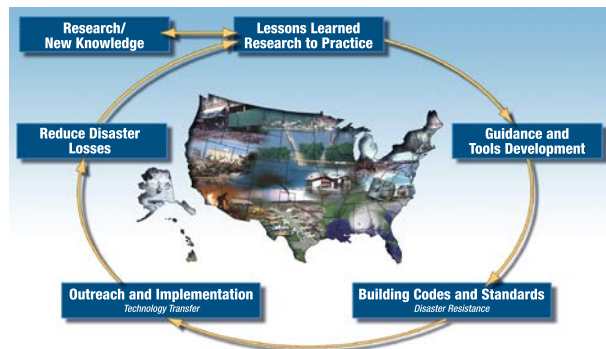 Research/
New Knowledge
Lessons Learned
Research to Practice
Reduce Disaster
Losses
Guidance and
Tools Development
Outreach and Implementation
Technology Transfer
Building Codes and Standards
Disaster Resistance